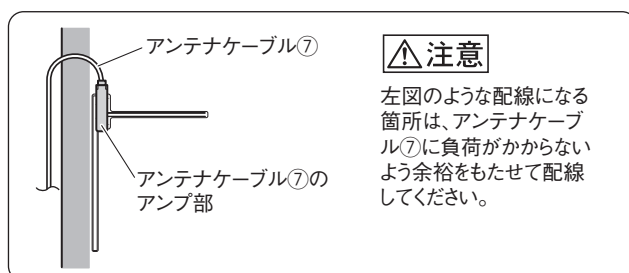 アンテナケーブル⑦
アンテナケーブル⑦の
アンプ部
注意
左図のような配線になる
箇所は、アンテナケーブ
ル⑦に負荷がかからない
よう余裕をもたせて配線
してください。